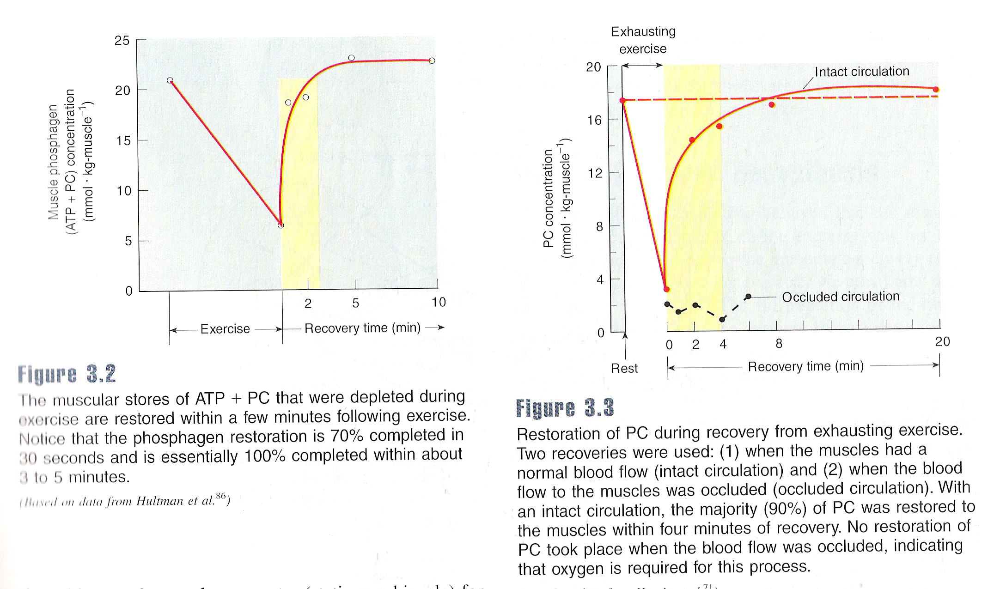 25
20
15
10
5
0
Muscle phosphagen
(ATP + PC) concentration
(mmol · kg-muscle⁻¹)
2
5
10
Exercise
Recovery time (min)
Figure 3.2
The muscular stores of ATP + PC that were depleted during
exercise are restored within a few minutes following exercise.
Notice that the phosphagen restoration is 70% completed in
30 seconds and is essentially 100% completed within about
3 to 5 minutes.
(Based on data from Hultman et al.⁸⁶)
Exhausting
exercise
20
16
12
8
4
0
PC concentration
(mmol · kg-muscle⁻¹)
Intact circulation
Occluded circulation
0
2
4
8
20
Rest
Recovery time (min)
Figure 3.3
Restoration of PC during recovery from exhausting exercise.
Two recoveries were used: (1) when the muscles had a
normal blood flow (intact circulation) and (2) when the blood
flow to the muscles was occluded (occluded circulation). With
an intact circulation, the majority (90%) of PC was restored to
the muscles within four minutes of recovery. No restoration of
PC took place when the blood flow was occluded, indicating
that oxygen is required for this process.